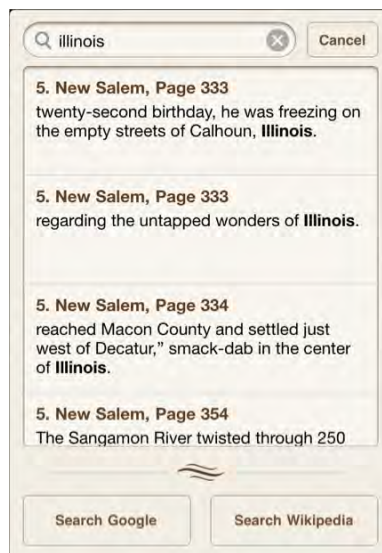 illinois
Cancel
5. New Salem, Page 333
twenty-second birthday, he was freezing on
the empty streets of Calhoun, Illinois.
5. New Salem, Page 333
regarding the untapped wonders of Illinois.
5. New Salem, Page 334
reached Macon County and settled just
west of Decatur,” smack-dab in the center
of Illinois.
5. New Salem, Page 354
The Sangamon River twisted through 250
Search Google
Search Wikipedia